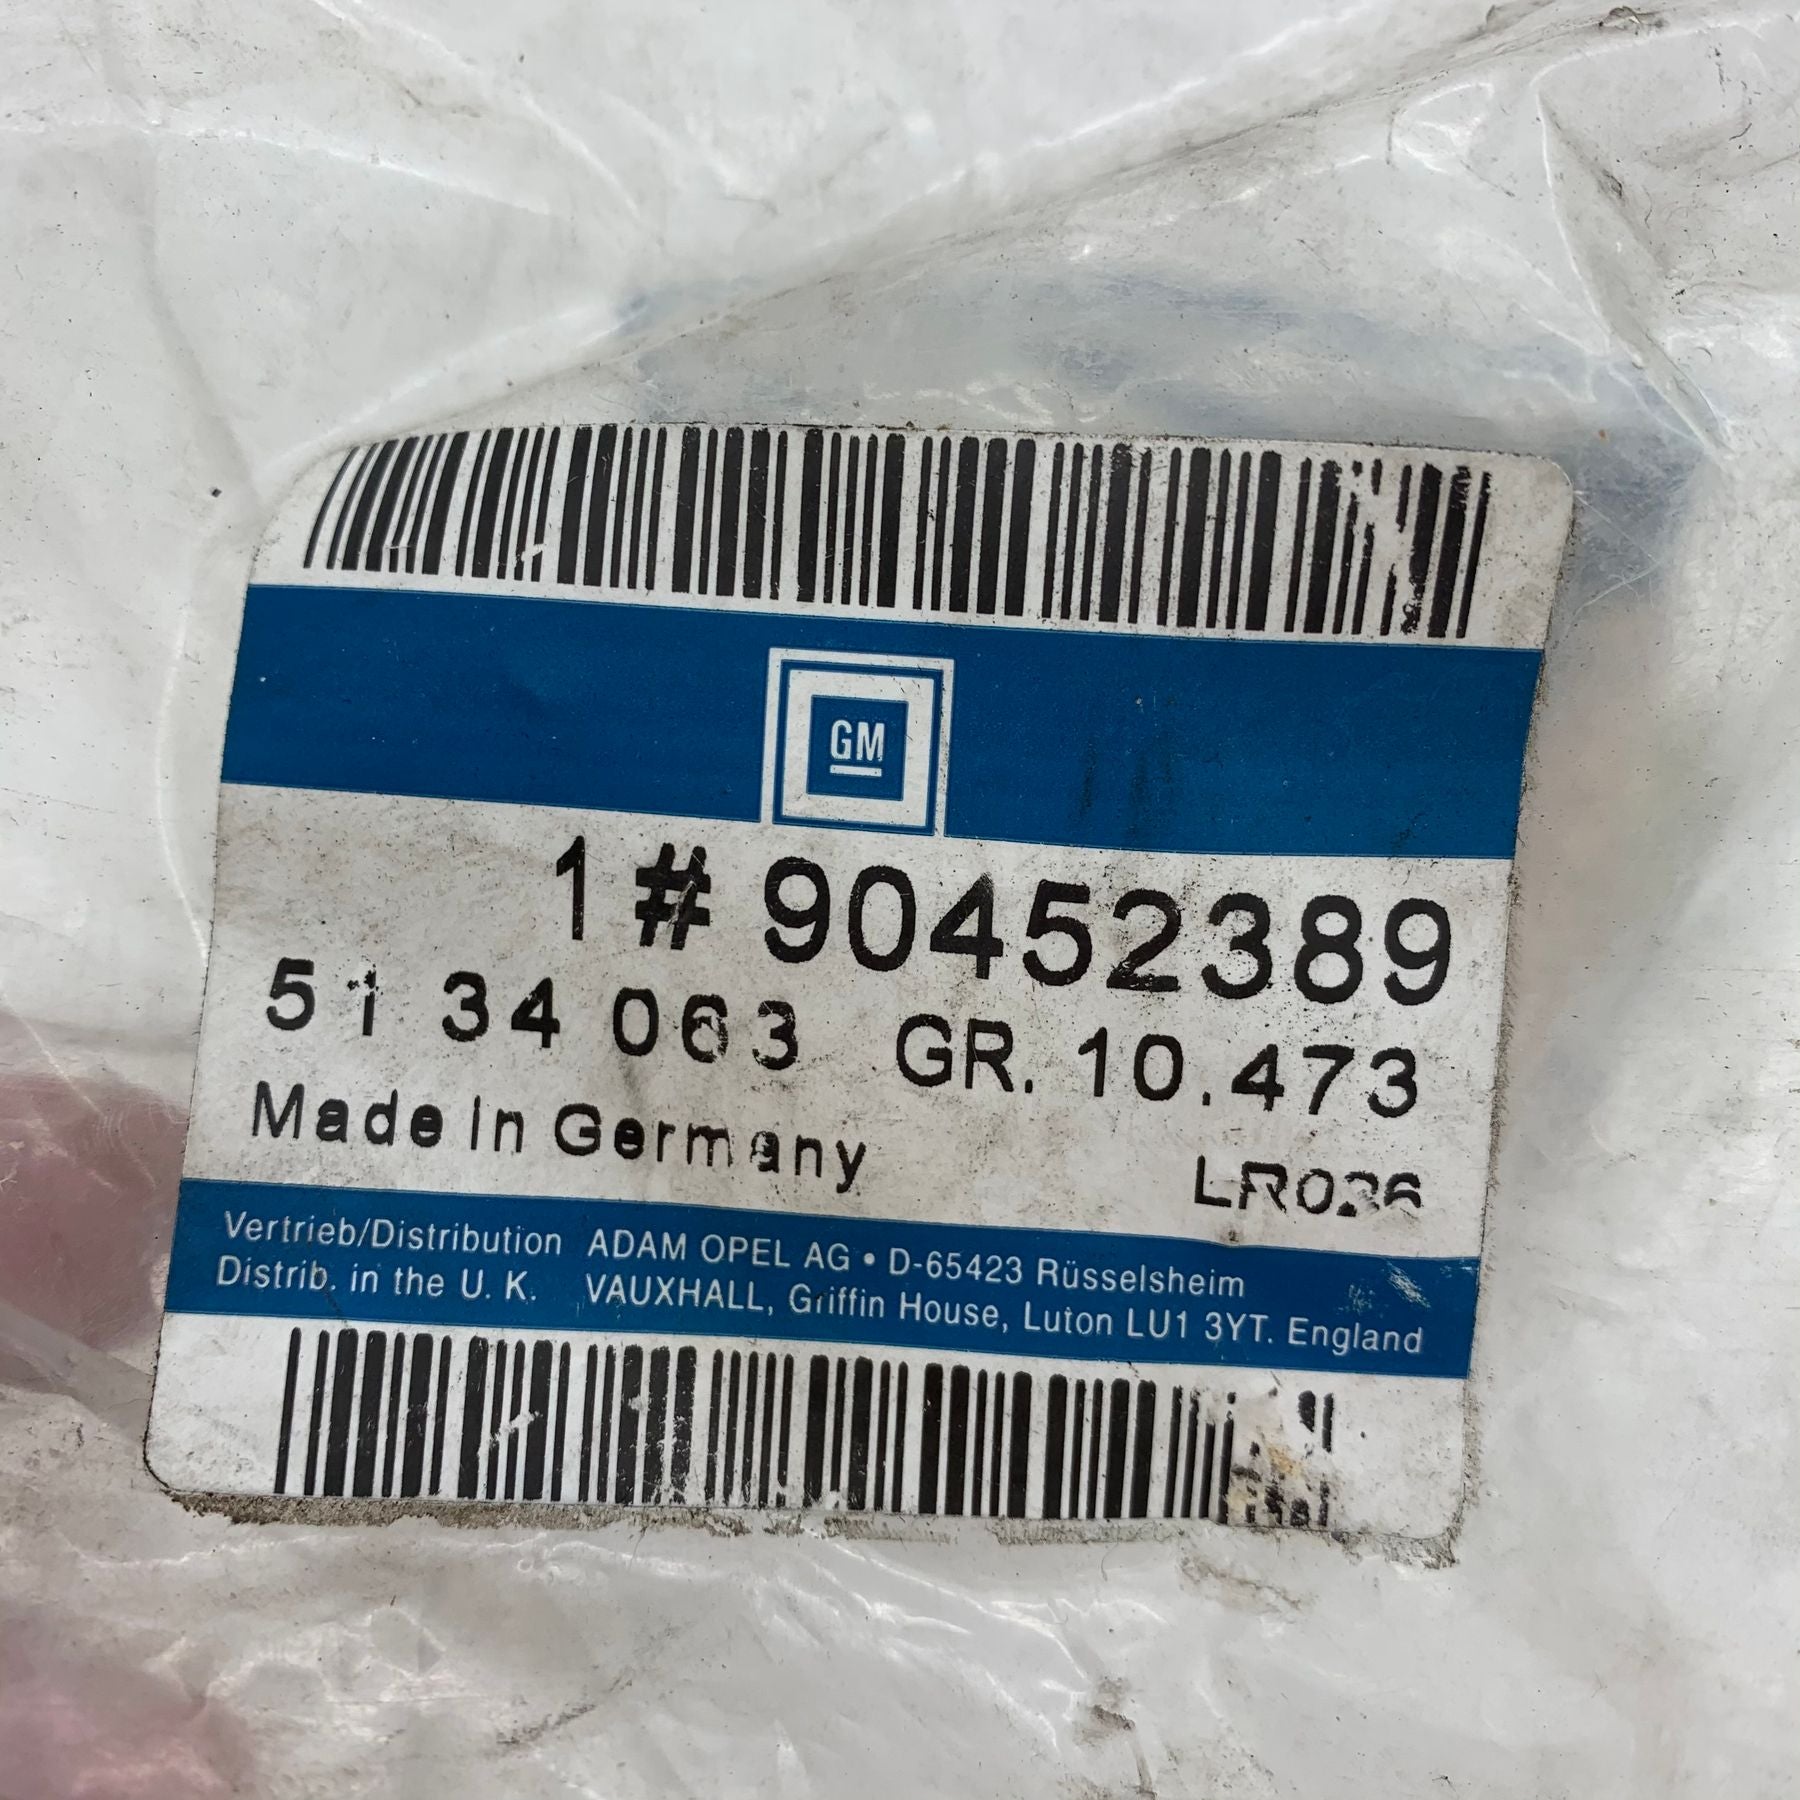 GM
1 # 90452389
51 34 063 GR. 10.473
Made in Germany
LR026
Vertrieb/Distribution ADAM OPEL AG • D-65423 Rüsselsheim
Distrib. in the U. K. VAUXHALL, Griffin House, Luton LU1 3YT. England